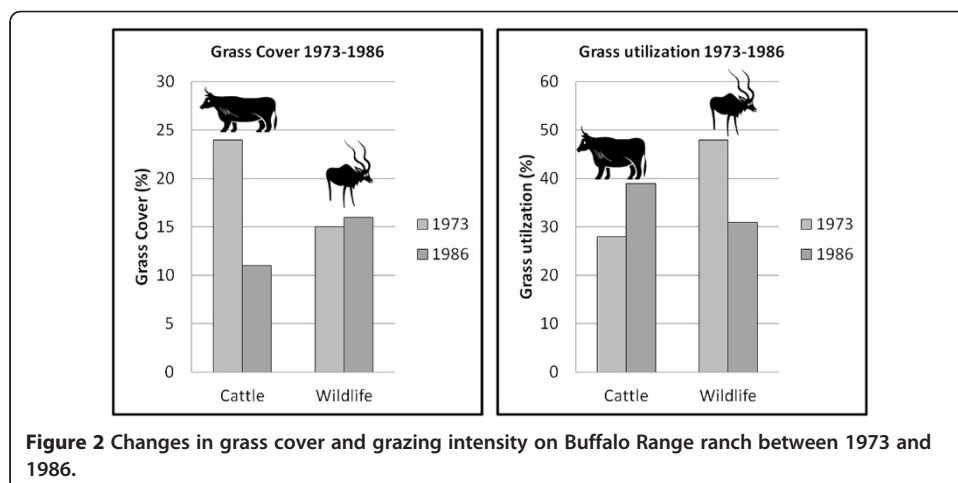 Grass Cover 1973-1986
30
25
20
15
10
5
0
Grass Cover (%)
Cattle
Wildlife
1973
1986
Grass utilization 1973-1986
60
50
40
30
20
10
0
Grass utilzation (%)
Cattle
Wildlife
1973
1986
Figure 2 Changes in grass cover and grazing intensity on Buffalo Range ranch between 1973 and
1986.